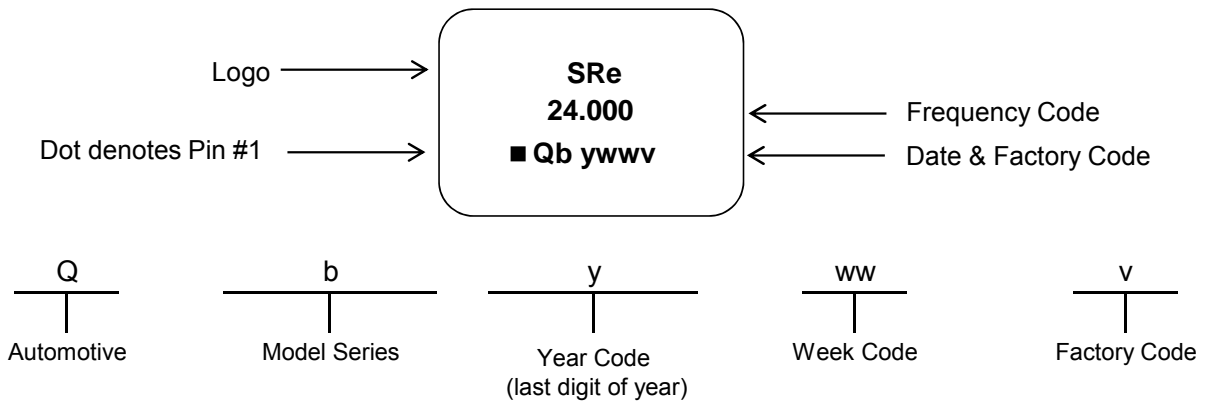 SRe
Logo
24.000
Frequency Code
Dot denotes Pin #1
■ Qb ywwv
Date & Factory Code
Q b y ww v
Automotive Model Series Year Code Week Code Factory Code
(last digit of year)